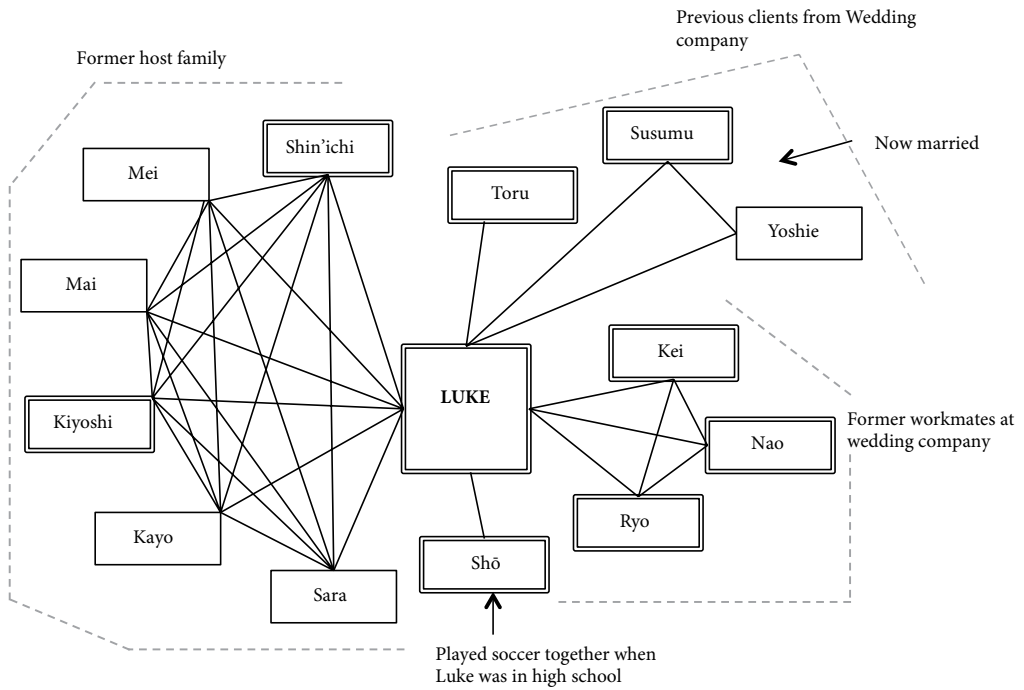 Previous clients from Wedding
company
Former host family
Susumu
Shin’ichi
Now married
Mei
Toru
Yoshie
Mai
Kei
LUKE
Kiyoshi
Former workmates at
wedding company
Nao
Ryo
Kayo
Shō
Sara
Played soccer together when
Luke was in high school